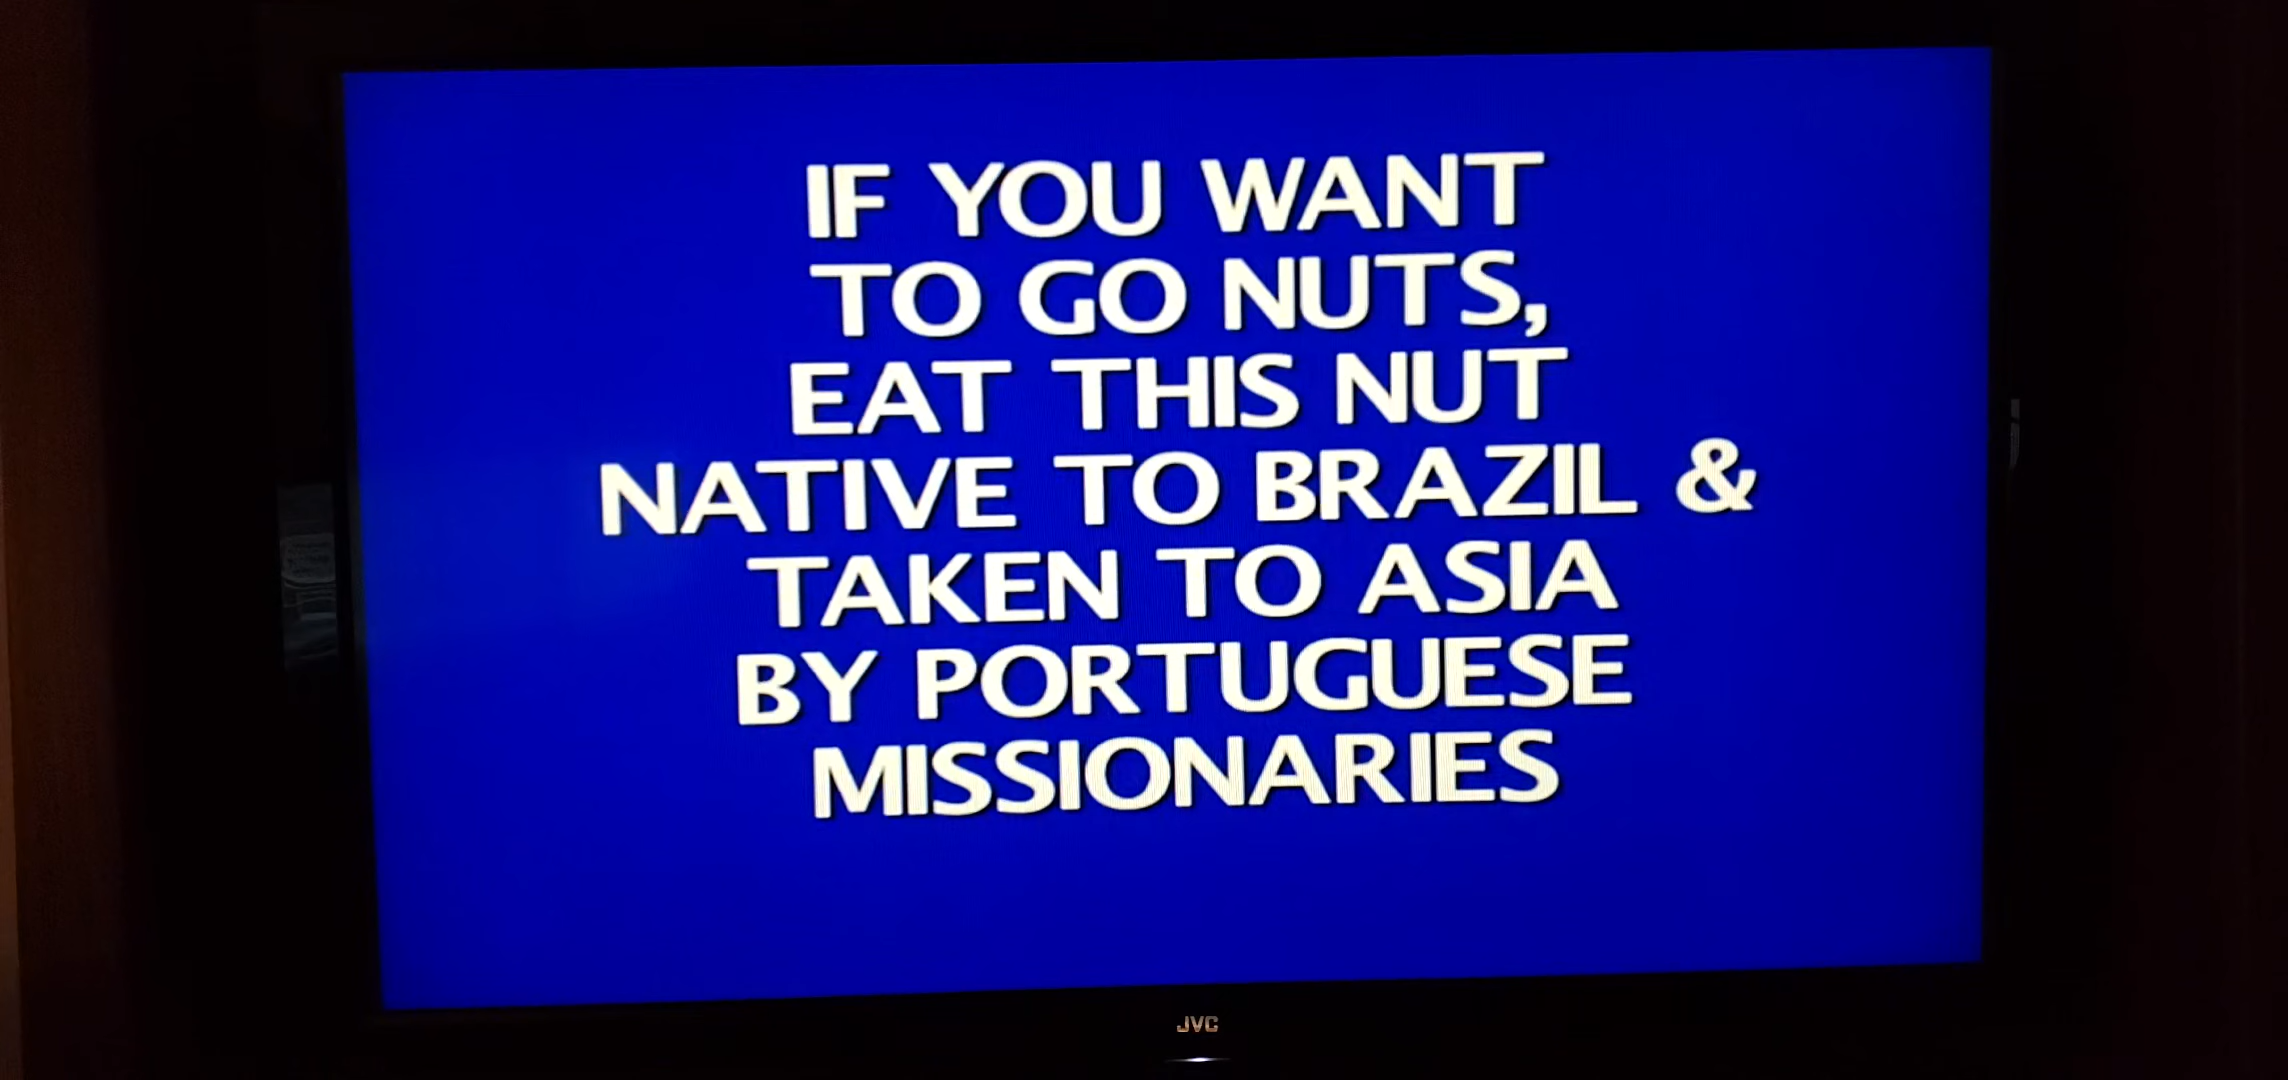 IF YOU WANT
TO GO NUTS,
EAT THIS NUT
NATIVE TO BRAZIL &
TAKEN TO ASIA
BY PORTUGUESE
MISSIONARIES
JVC